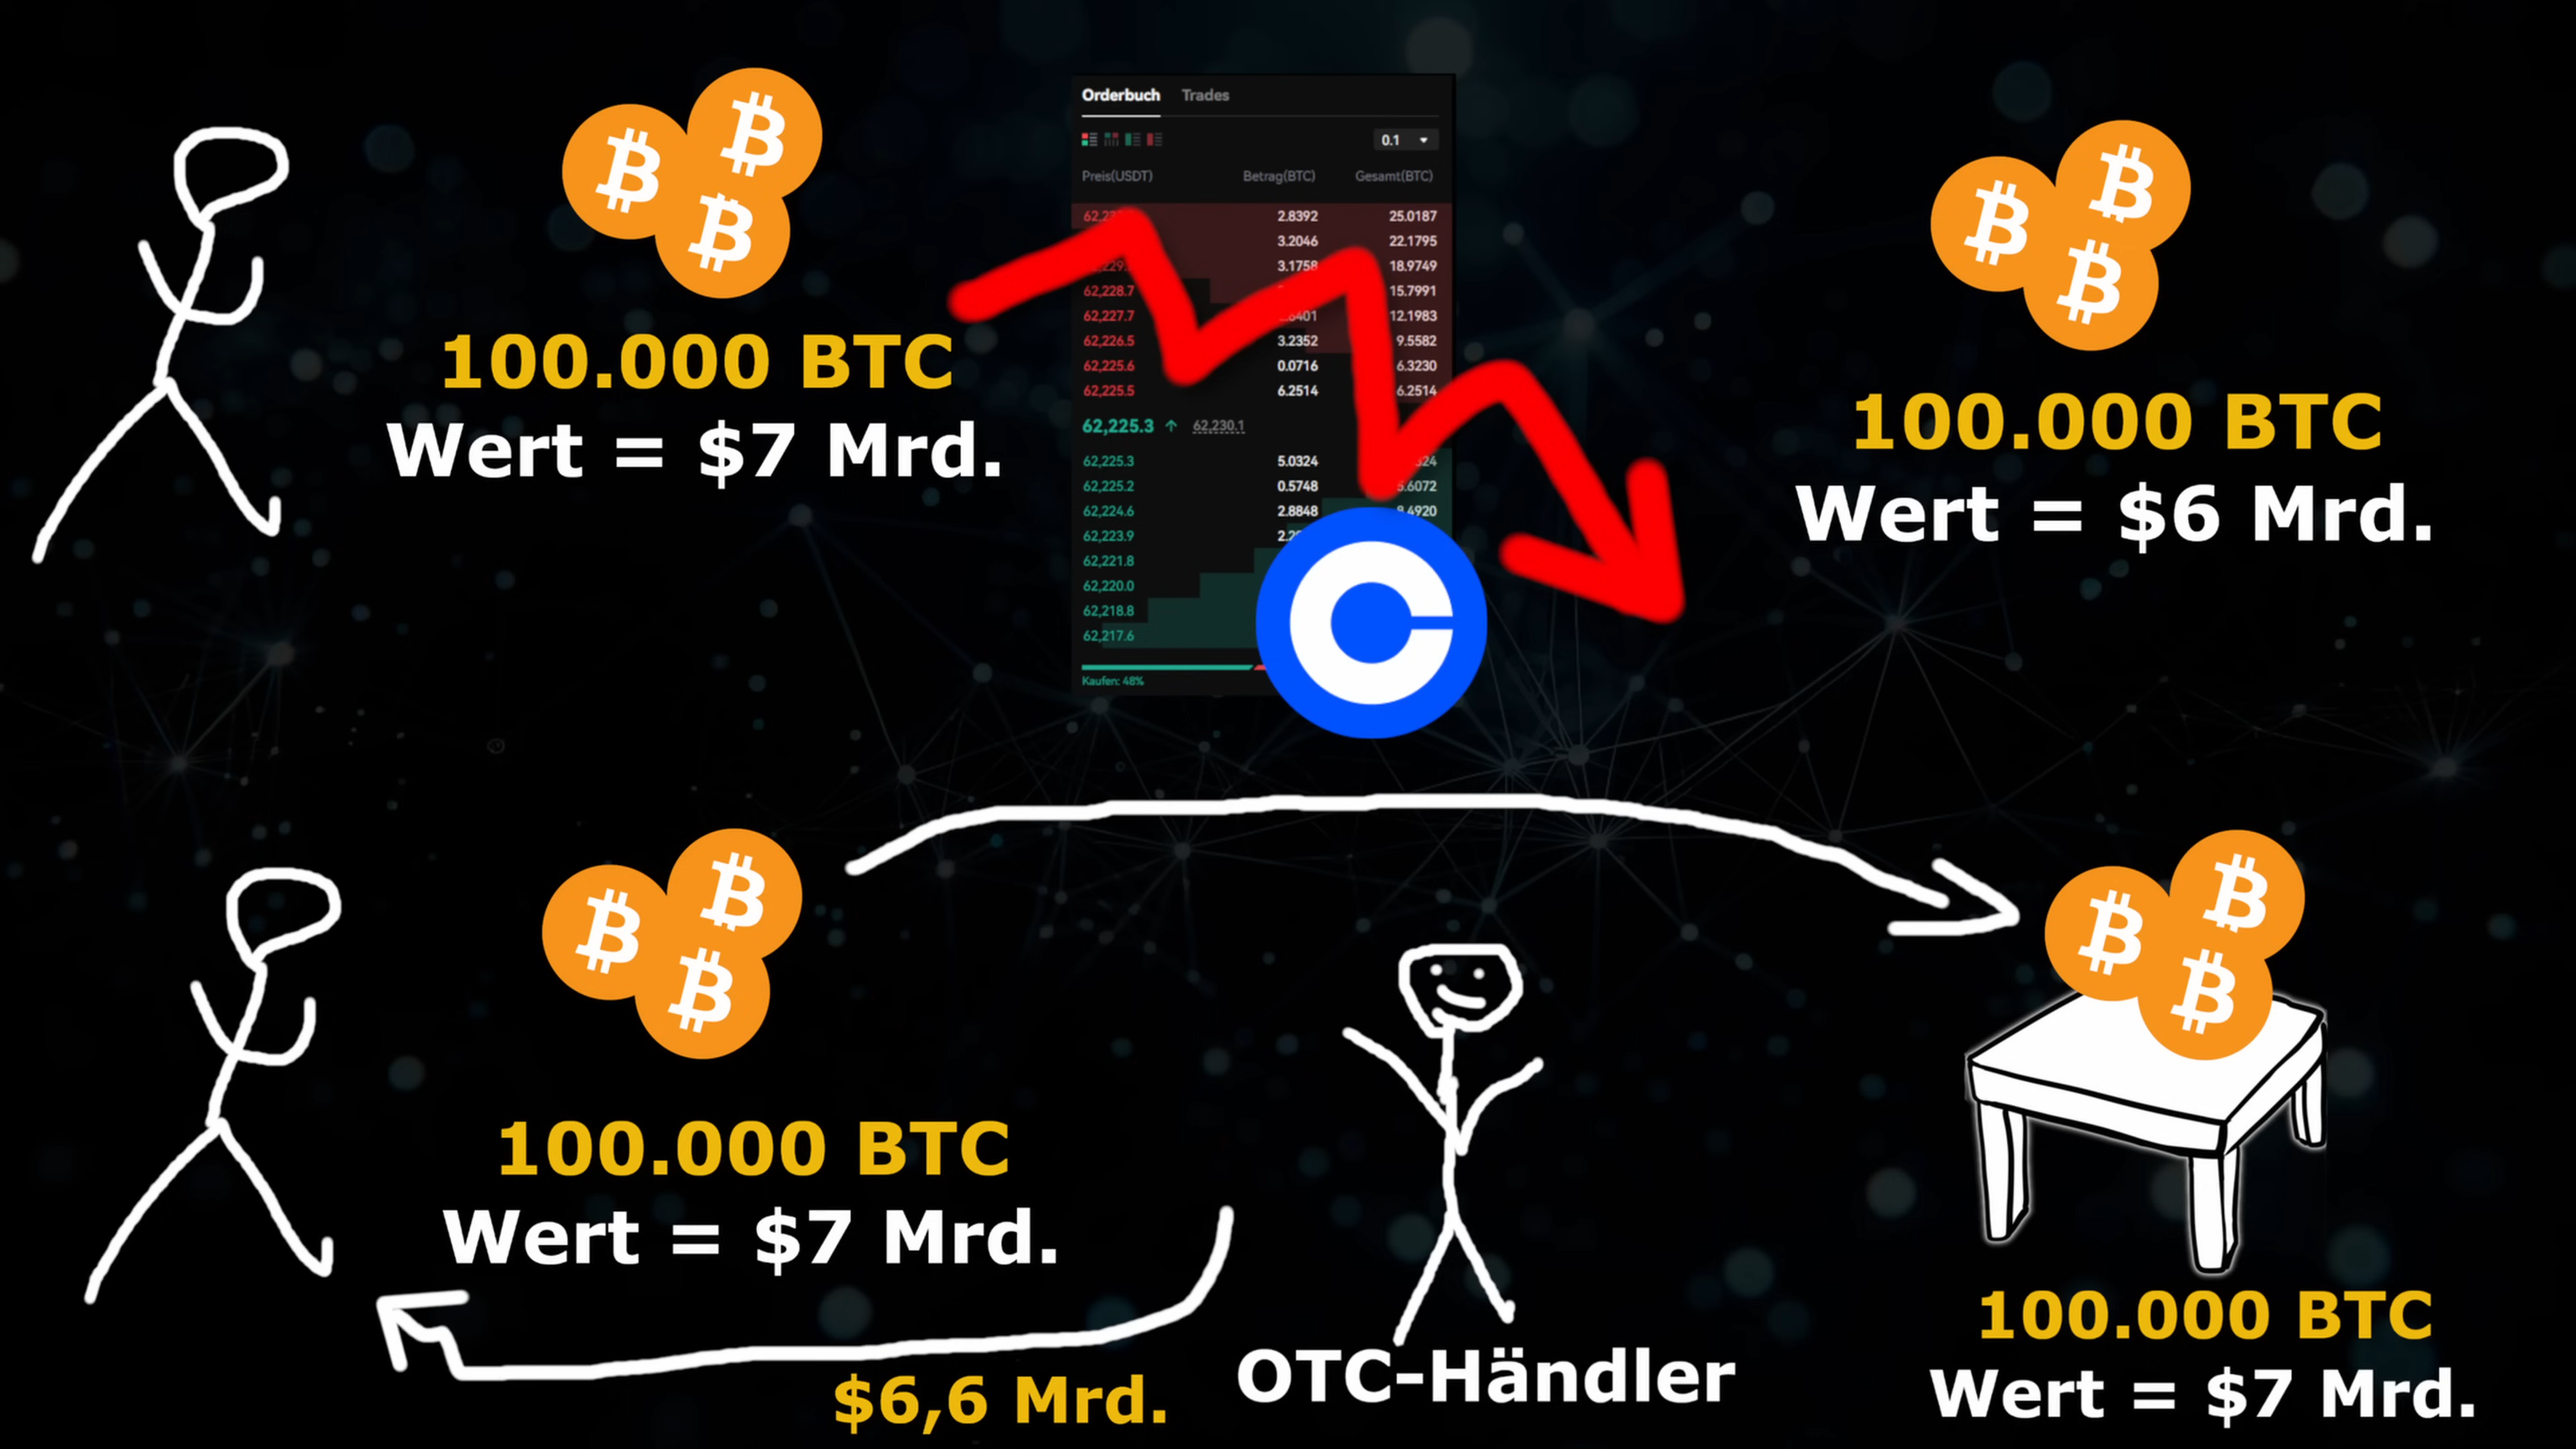 Orderbuch Trades
0.1
Preis(USDT) Betrag(BTC) Gesamt(BTC)
2.8392 25.0187
3.2046 22.1795
3.1758 18.9749
62,228.7 15.7991
62,227.7 12.1983
62,226.5 3.2352 9.5582
62,225.6 0.0716 6.3230
62,225.5 6.2514 6.2514
62,225.3 62,230.1
62,225.3 5.0324
62,225.2 0.5748
62,224.6 2.8848 8.4920
62,223.9
62,221.8
62,220.0
62,218.8
62,217.6
Kaufen: 48%
100.000 BTC
Wert = $7 Mrd.
100.000 BTC
Wert = $6 Mrd.
100.000 BTC
Wert = $7 Mrd.
$6,6 Mrd.
OTC-Händler
100.000 BTC
Wert = $7 Mrd.